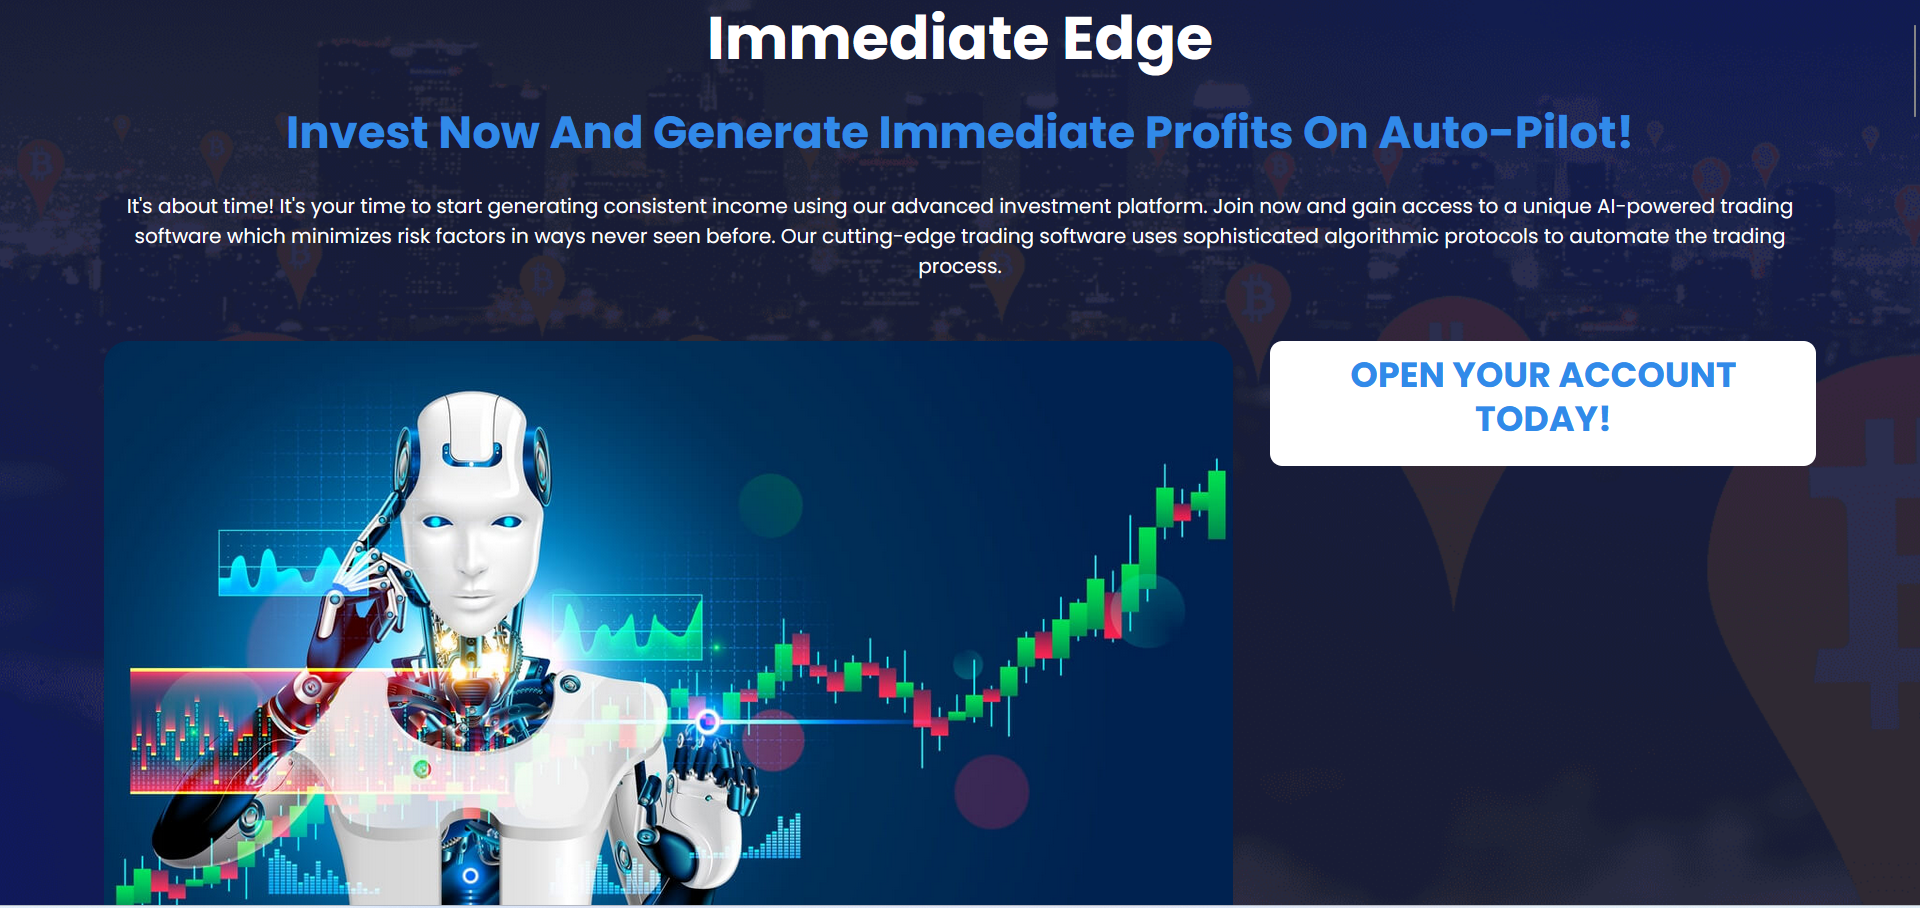 Immediate Edge
Invest Now And Generate Immediate Profits On Auto-Pilot!
It's about time! It's your time to start generating consistent income using our advanced investment platform. Join now and gain access to a unique AI-powered trading
software which minimizes risk factors in ways never seen before. Our cutting-edge trading software uses sophisticated algorithmic protocols to automate the trading
process.
OPEN YOUR ACCOUNT
TODAY!